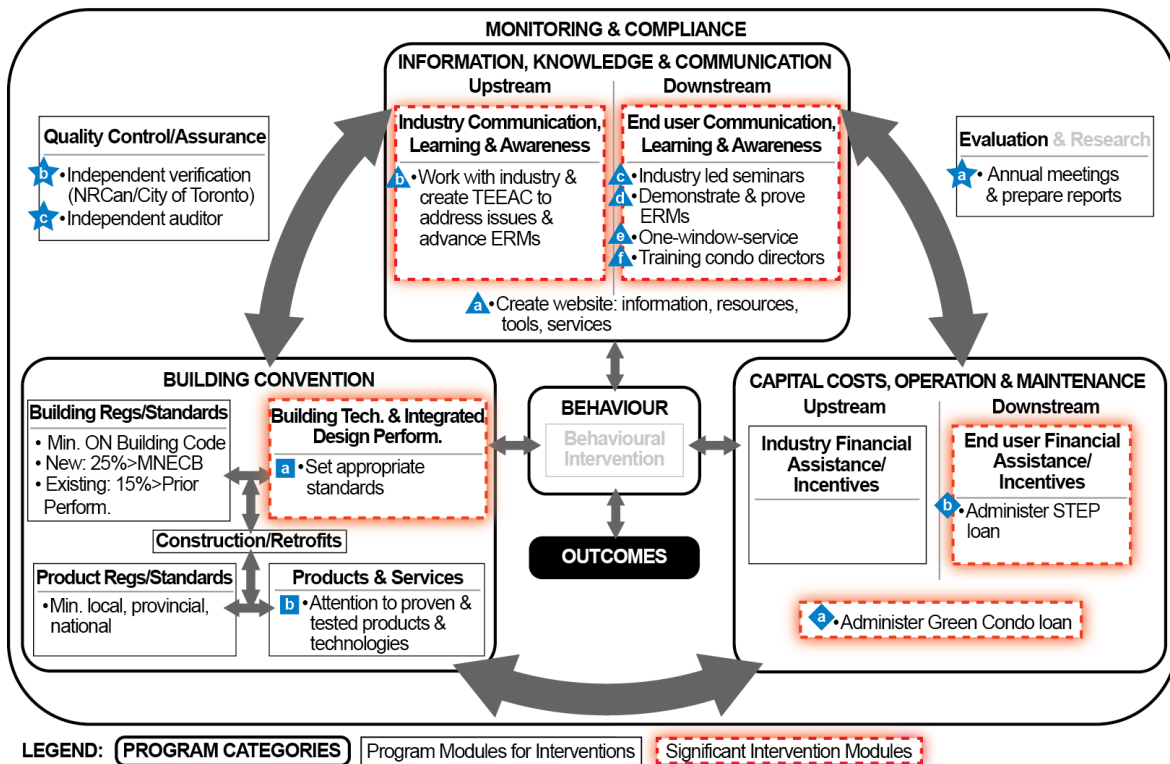 MONITORING & COMPLIANCE
INFORMATION, KNOWLEDGE & COMMUNICATION
Upstream
Industry Communication,
Learning & Awareness
b •Work with industry &
create TEEAC to
address issues &
advance ERMs
Downstream
End user Communication,
Learning & Awareness
c •Industry led seminars
d •Demonstrate & prove
ERMs
e •One-window-service
f •Training condo directors
a •Create website: information, resources,
tools, services
Quality Control/Assurance
b •Independent verification
(NRCan/City of Toronto)
c •Independent auditor
Evaluation & Research
a •Annual meetings
& prepare reports
BUILDING CONVENTION
Building Regs/Standards
• Min. ON Building Code
• New: 25%>MNECB
• Existing: 15%>Prior
Perform.
Building Tech. & Integrated
Design Perform.
a •Set appropriate
standards
Construction/Retrofits
Product Regs/Standards
•Min. local, provincial,
national
Products & Services
b •Attention to proven &
tested products &
technologies
BEHAVIOUR
Behavioural
Intervention
OUTCOMES
CAPITAL COSTS, OPERATION & MAINTENANCE
Upstream
Industry Financial
Assistance/
Incentives
Downstream
End user Financial
Assistance/
Incentives
b •Administer STEP
loan
a •Administer Green Condo loan
LEGEND: PROGRAM CATEGORIES Program Modules for Interventions Significant Intervention Modules